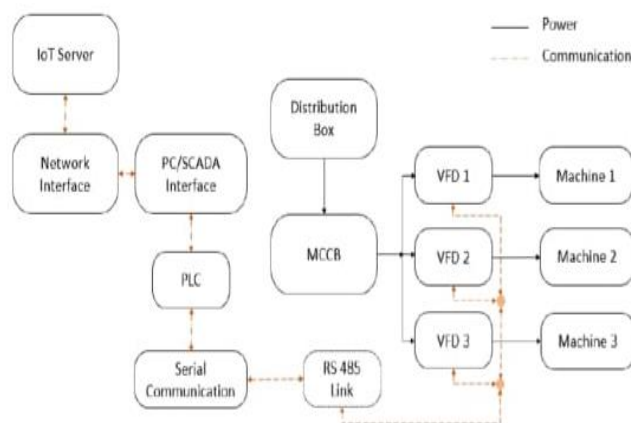 Power
Communication
IoT Server
Distribution
Box
Network
Interface
PC/SCADA
Interface
VFD 1
Machine 1
MCCB
VFD 2
Machine 2
PLC
VFD 3
Machine 3
Serial
Communication
RS 485
Link